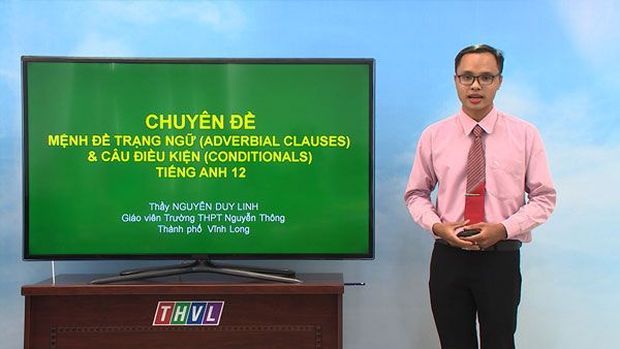 CHUYÊN ĐỀ
MỆNH ĐỀ TRẠNG NGỮ (ADVERBIAL CLAUSES)
& CÂU ĐIỀU KIỆN (CONDITIONALS)
TIẾNG ANH 12
Thầy NGUYỄN DUY LINH
Giáo viên Trường THPT Nguyễn Thông
Thành phố Vĩnh Long
THVL